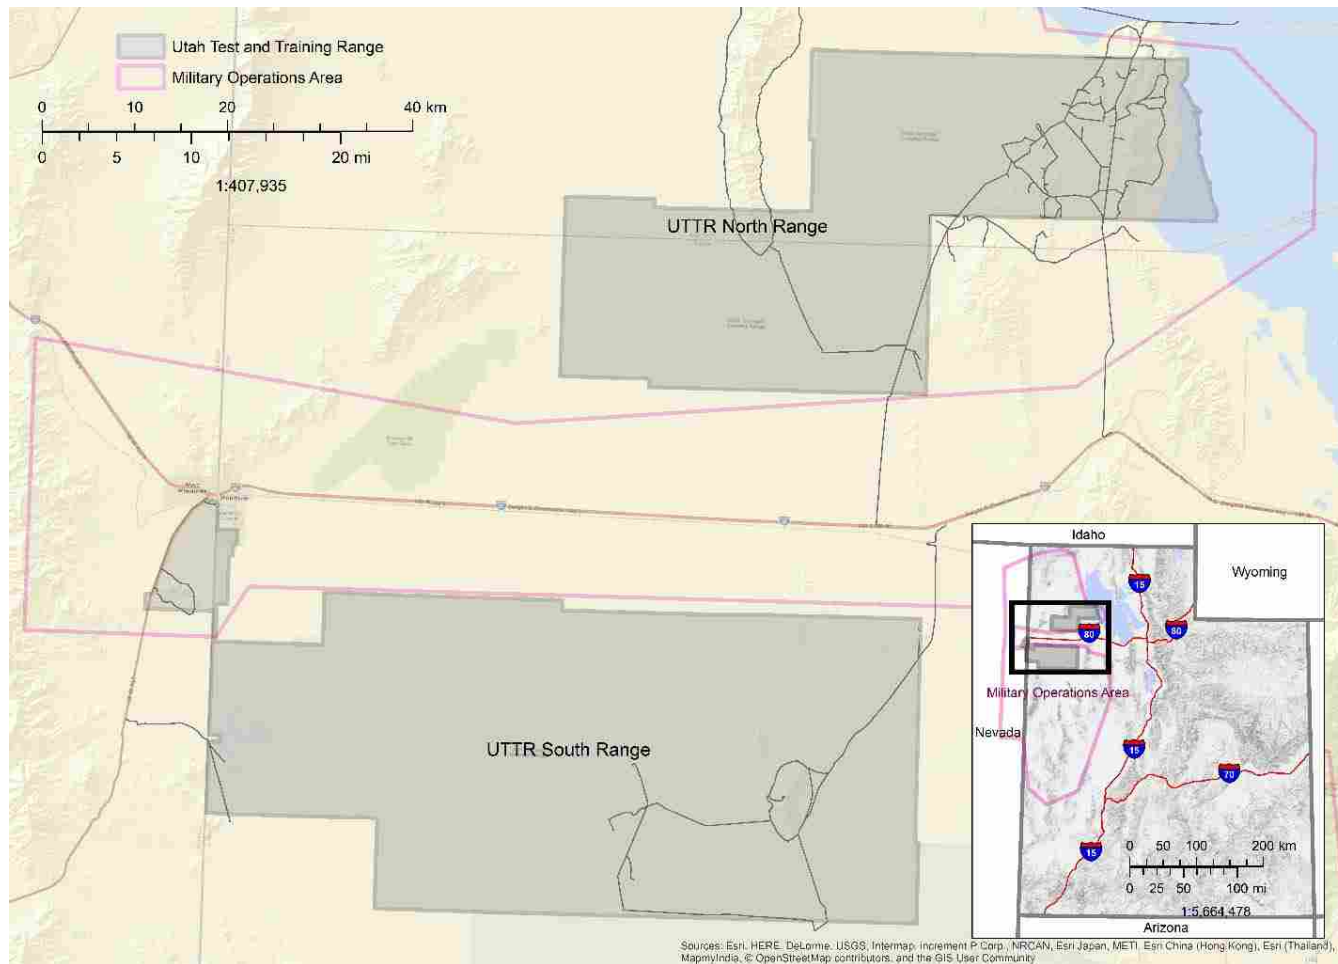 Utah Test and Training Range
Military Operations Area
0 10 20 40 km
0 5 10 20 mi
1:407,935
UTTR North Range
UTTR South Range
Idaho
Wyoming
15
80
80
Military Operations Area
Nevada
15
70
15
0 50 100 200 km
0 25 50 100 mi
1:5,664,478
Arizona
Sources: Esri, HERE, DeLorme, USGS, Intermap, increment P Corp., NRCAN, Esri Japan, METI, Esri China (Hong Kong), Esri (Thailand),
MapmyIndia, © OpenStreetMap contributors, and the GIS User Community